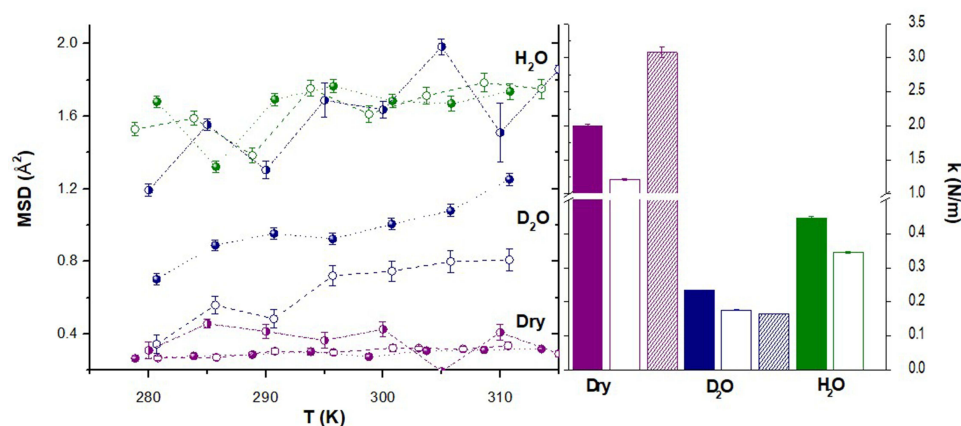 2.0
1.6
1.2
0.8
0.4
MSD (Å²)
H₂O
D₂O
Dry
280 290 300 310
T (K)
3.5
3.0
2.5
2.0
1.5
1.0
0.4
0.3
0.2
0.1
0.0
k (N/m)
Dry D₂O H₂O